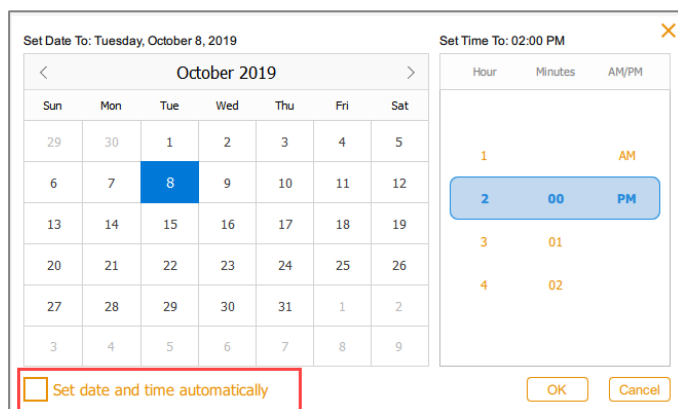 Set Date To: Tuesday, October 8, 2019
Set Time To: 02:00 PM
October 2019
Sun Mon Tue Wed Thu Fri Sat
29 30 1 2 3 4 5
6 7 8 9 10 11 12
13 14 15 16 17 18 19
20 21 22 23 24 25 26
27 28 29 30 31 1 2
3 4 5 6 7 8 9
Hour Minutes AM/PM
1 AM
2 00 PM
3 01
4 02
Set date and time automatically
OK Cancel